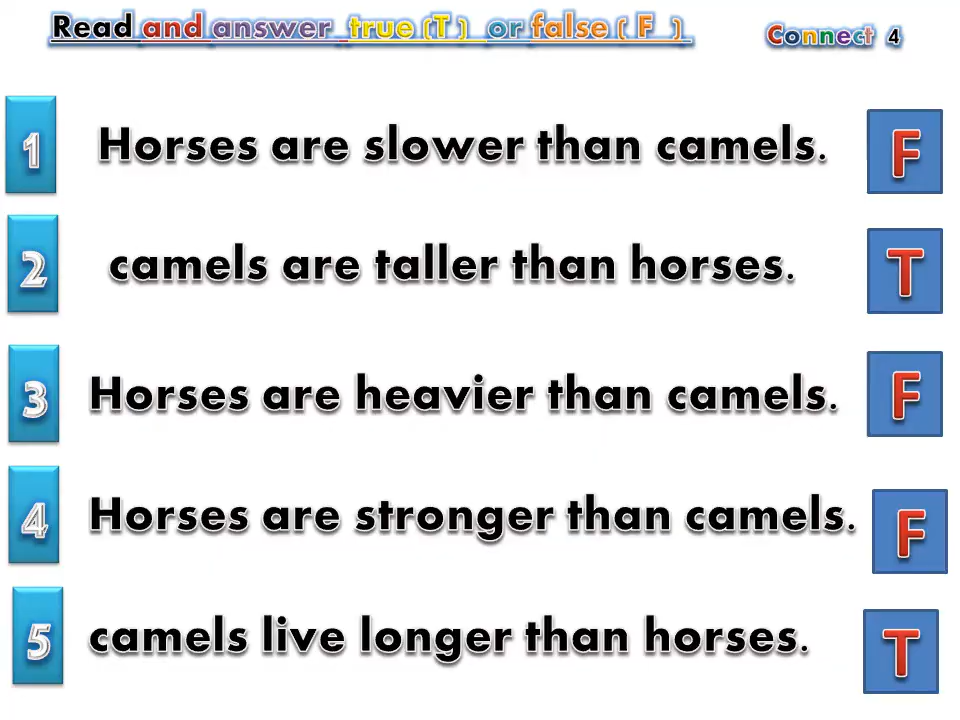 Read and answer true (T ) or false ( F )
Connect 4
1 Horses are slower than camels. F
2 camels are taller than horses. T
3 Horses are heavier than camels. F
4 Horses are stronger than camels. F
5 camels live longer than horses. T